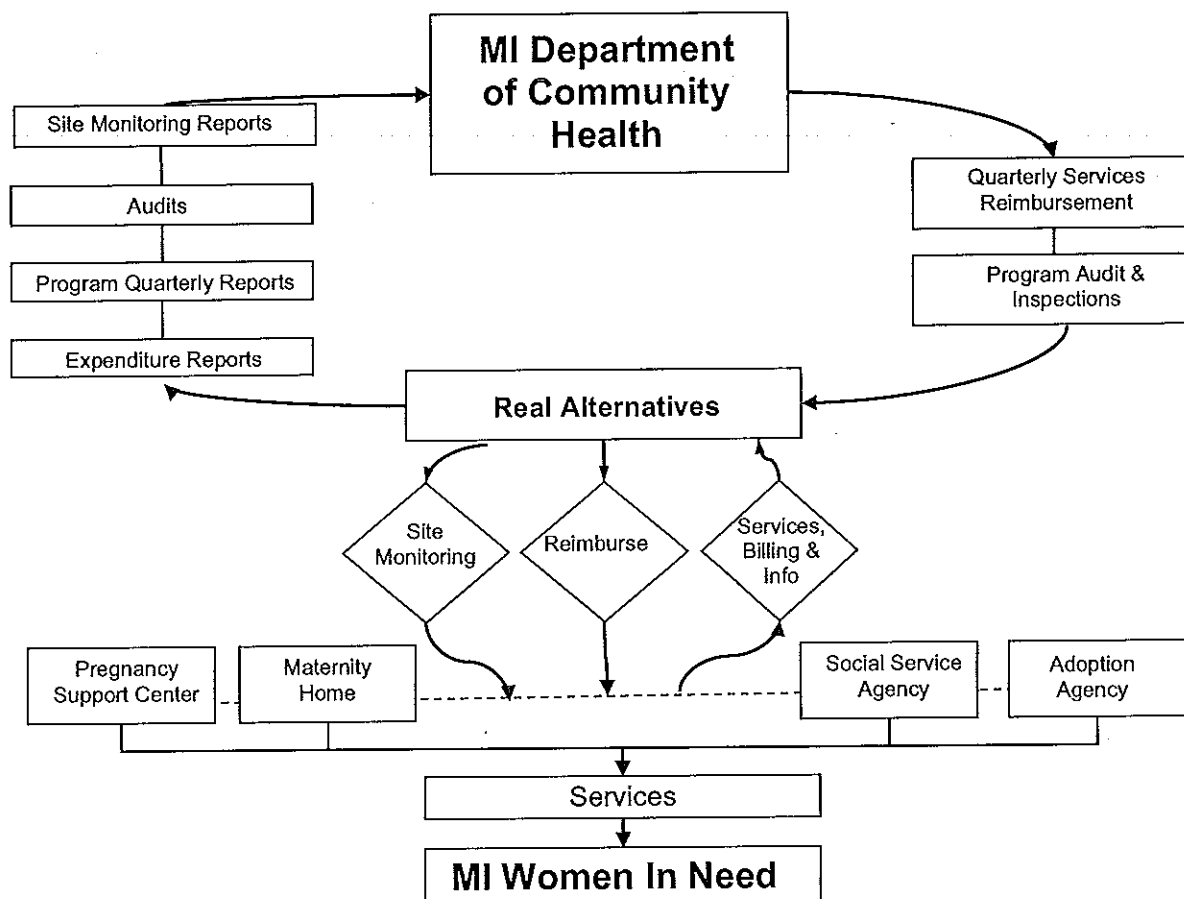 MI Department
of Community
Health
Site Monitoring Reports
Audits
Program Quarterly Reports
Expenditure Reports
Quarterly Services
Reimbursement
Program Audit &
Inspections
Real Alternatives
Site
Monitoring
Reimburse
Services,
Billing &
Info
Pregnancy
Support Center
Maternity
Home
Social Service
Agency
Adoption
Agency
Services
MI Women In Need